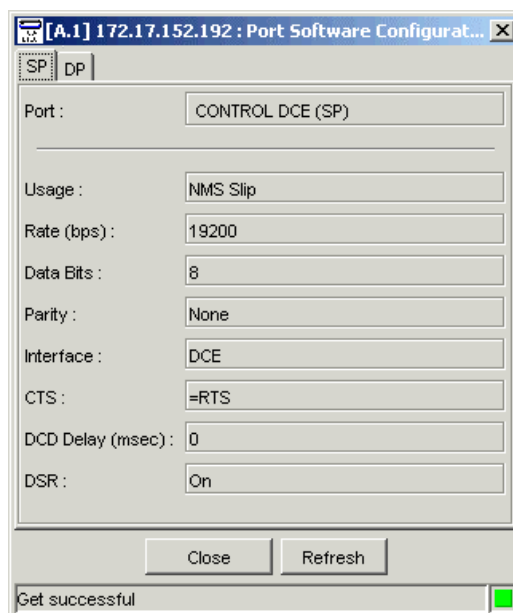 [A.1] 172.17.152.192 : Port Software Configurat...
SP DP
Port : CONTROL DCE (SP)
Usage : NMS Slip
Rate (bps) : 19200
Data Bits : 8
Parity : None
Interface : DCE
CTS : =RTS
DCD Delay (msec) : 0
DSR : On
Close Refresh
Get successful